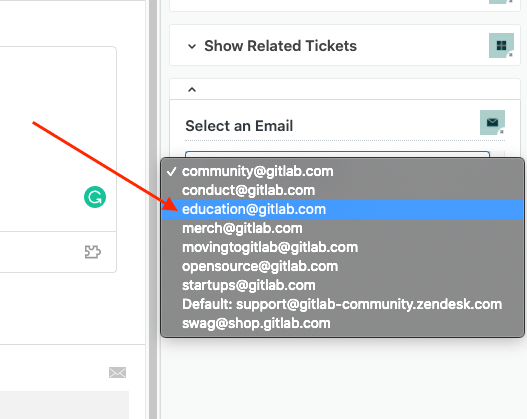 Show Related Tickets
Select an Email
✓ community@gitlab.com
conduct@gitlab.com
education@gitlab.com
merch@gitlab.com
movingtogitlab@gitlab.com
opensource@gitlab.com
startups@gitlab.com
Default: support@gitlab-community.zendesk.com
swag@shop.gitlab.com